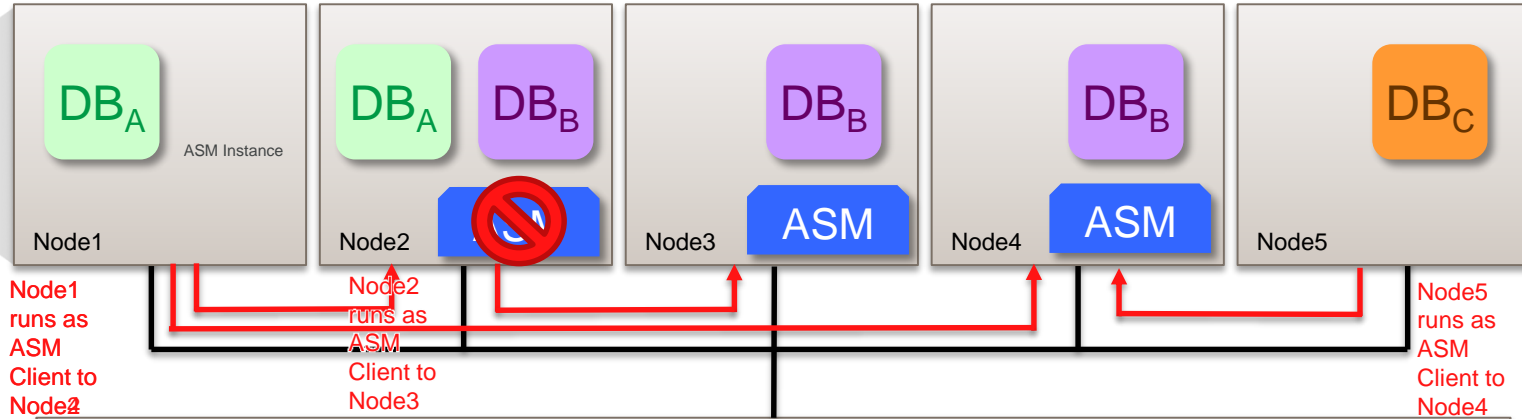 DBA
DBA
DBB
DBB
DBB
DBC
ASM Instance
ASM
ASM
ASM
Node1
Node2
Node3
Node4
Node5
Node1
runs as
ASM
Client to
Node2
runs as
ASM
Client to
Node3
Node5
runs as
ASM
Client to
Node4